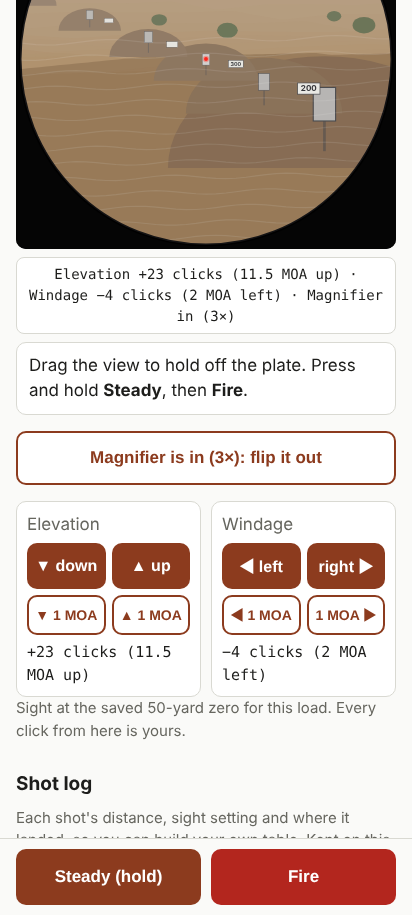 300
200
Elevation +23 clicks (11.5 MOA up) ·
Windage −4 clicks (2 MOA left) · Magnifier
in (3×)
Drag the view to hold off the plate. Press
and hold Steady, then Fire.
Magnifier is in (3×): flip it out
Elevation
▼ down
▲ up
▼ 1 MOA
▲ 1 MOA
+23 clicks (11.5
MOA up)
Windage
◀ left
right ▶
◀ 1 MOA
1 MOA ▶
−4 clicks (2 MOA
left)
Sight at the saved 50-yard zero for this load. Every
click from here is yours.
Shot log
Each shot's distance, sight setting and where it
landed, so you can build your own table. Kept on this
Steady (hold)
Fire